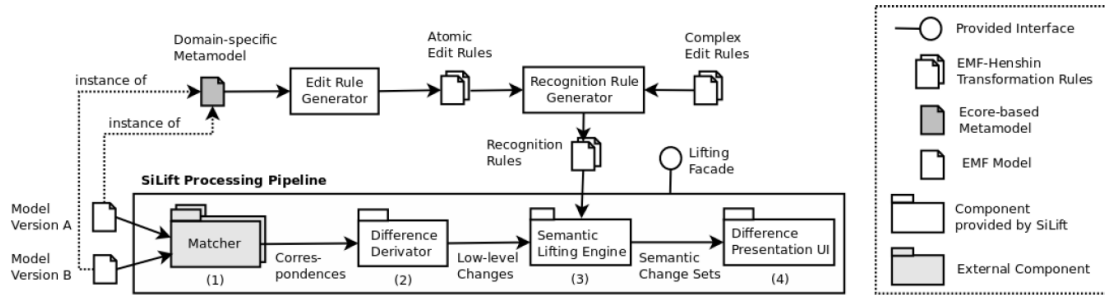 Domain-specific
Metamodel
Atomic
Edit Rules
Complex
Edit Rules
instance of
instance of
Edit Rule
Generator
Recognition Rule
Generator
Recognition
Rules
Lifting
Facade
SiLift Processing Pipeline
Model
Version A
Model
Version B
Matcher
(1)
Corres-
pondences
Difference
Derivator
(2)
Low-level
Changes
Semantic
Lifting Engine
(3)
Semantic
Change Sets
Difference
Presentation UI
(4)
Provided Interface
EMF-Henshin
Transformation Rules
Ecore-based
Metamodel
EMF Model
Component
provided by SiLift
External Component